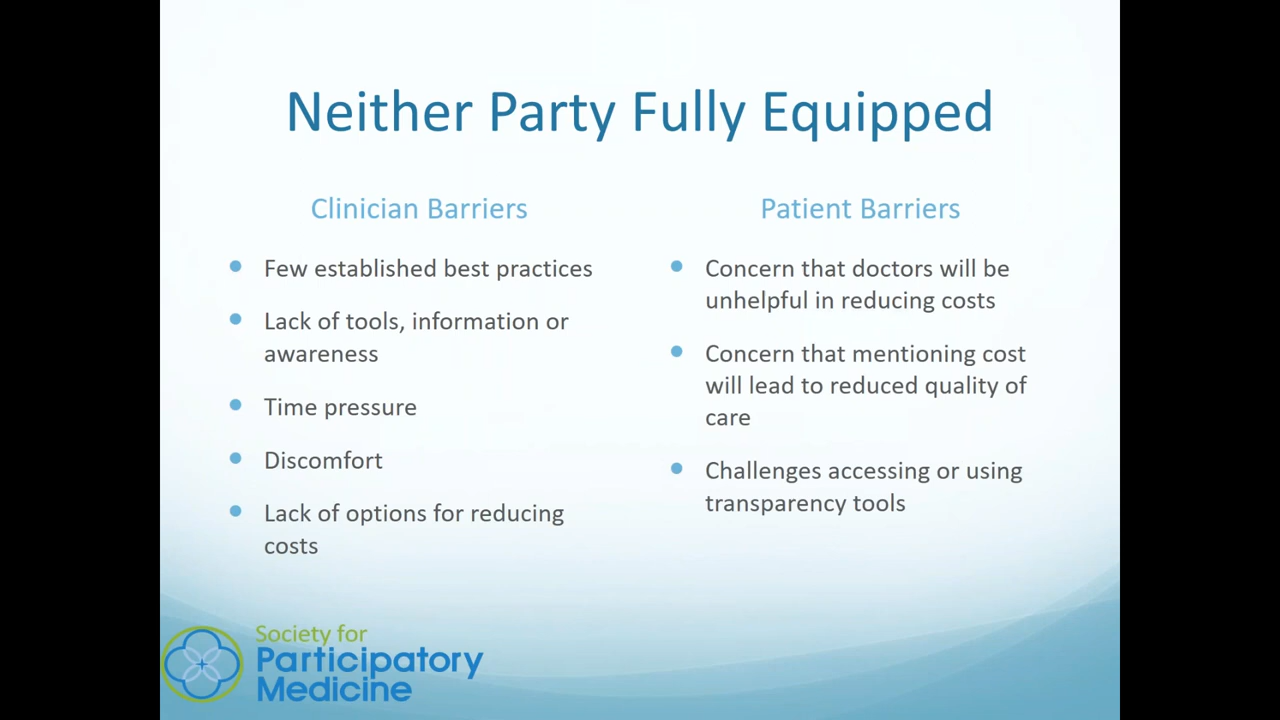 Neither Party Fully Equipped
Clinician Barriers
Few established best practices
Lack of tools, information or
awareness
Time pressure
Discomfort
Lack of options for reducing
costs
Patient Barriers
Concern that doctors will be
unhelpful in reducing costs
Concern that mentioning cost
will lead to reduced quality of
care
Challenges accessing or using
transparency tools
Society for
Participatory
Medicine